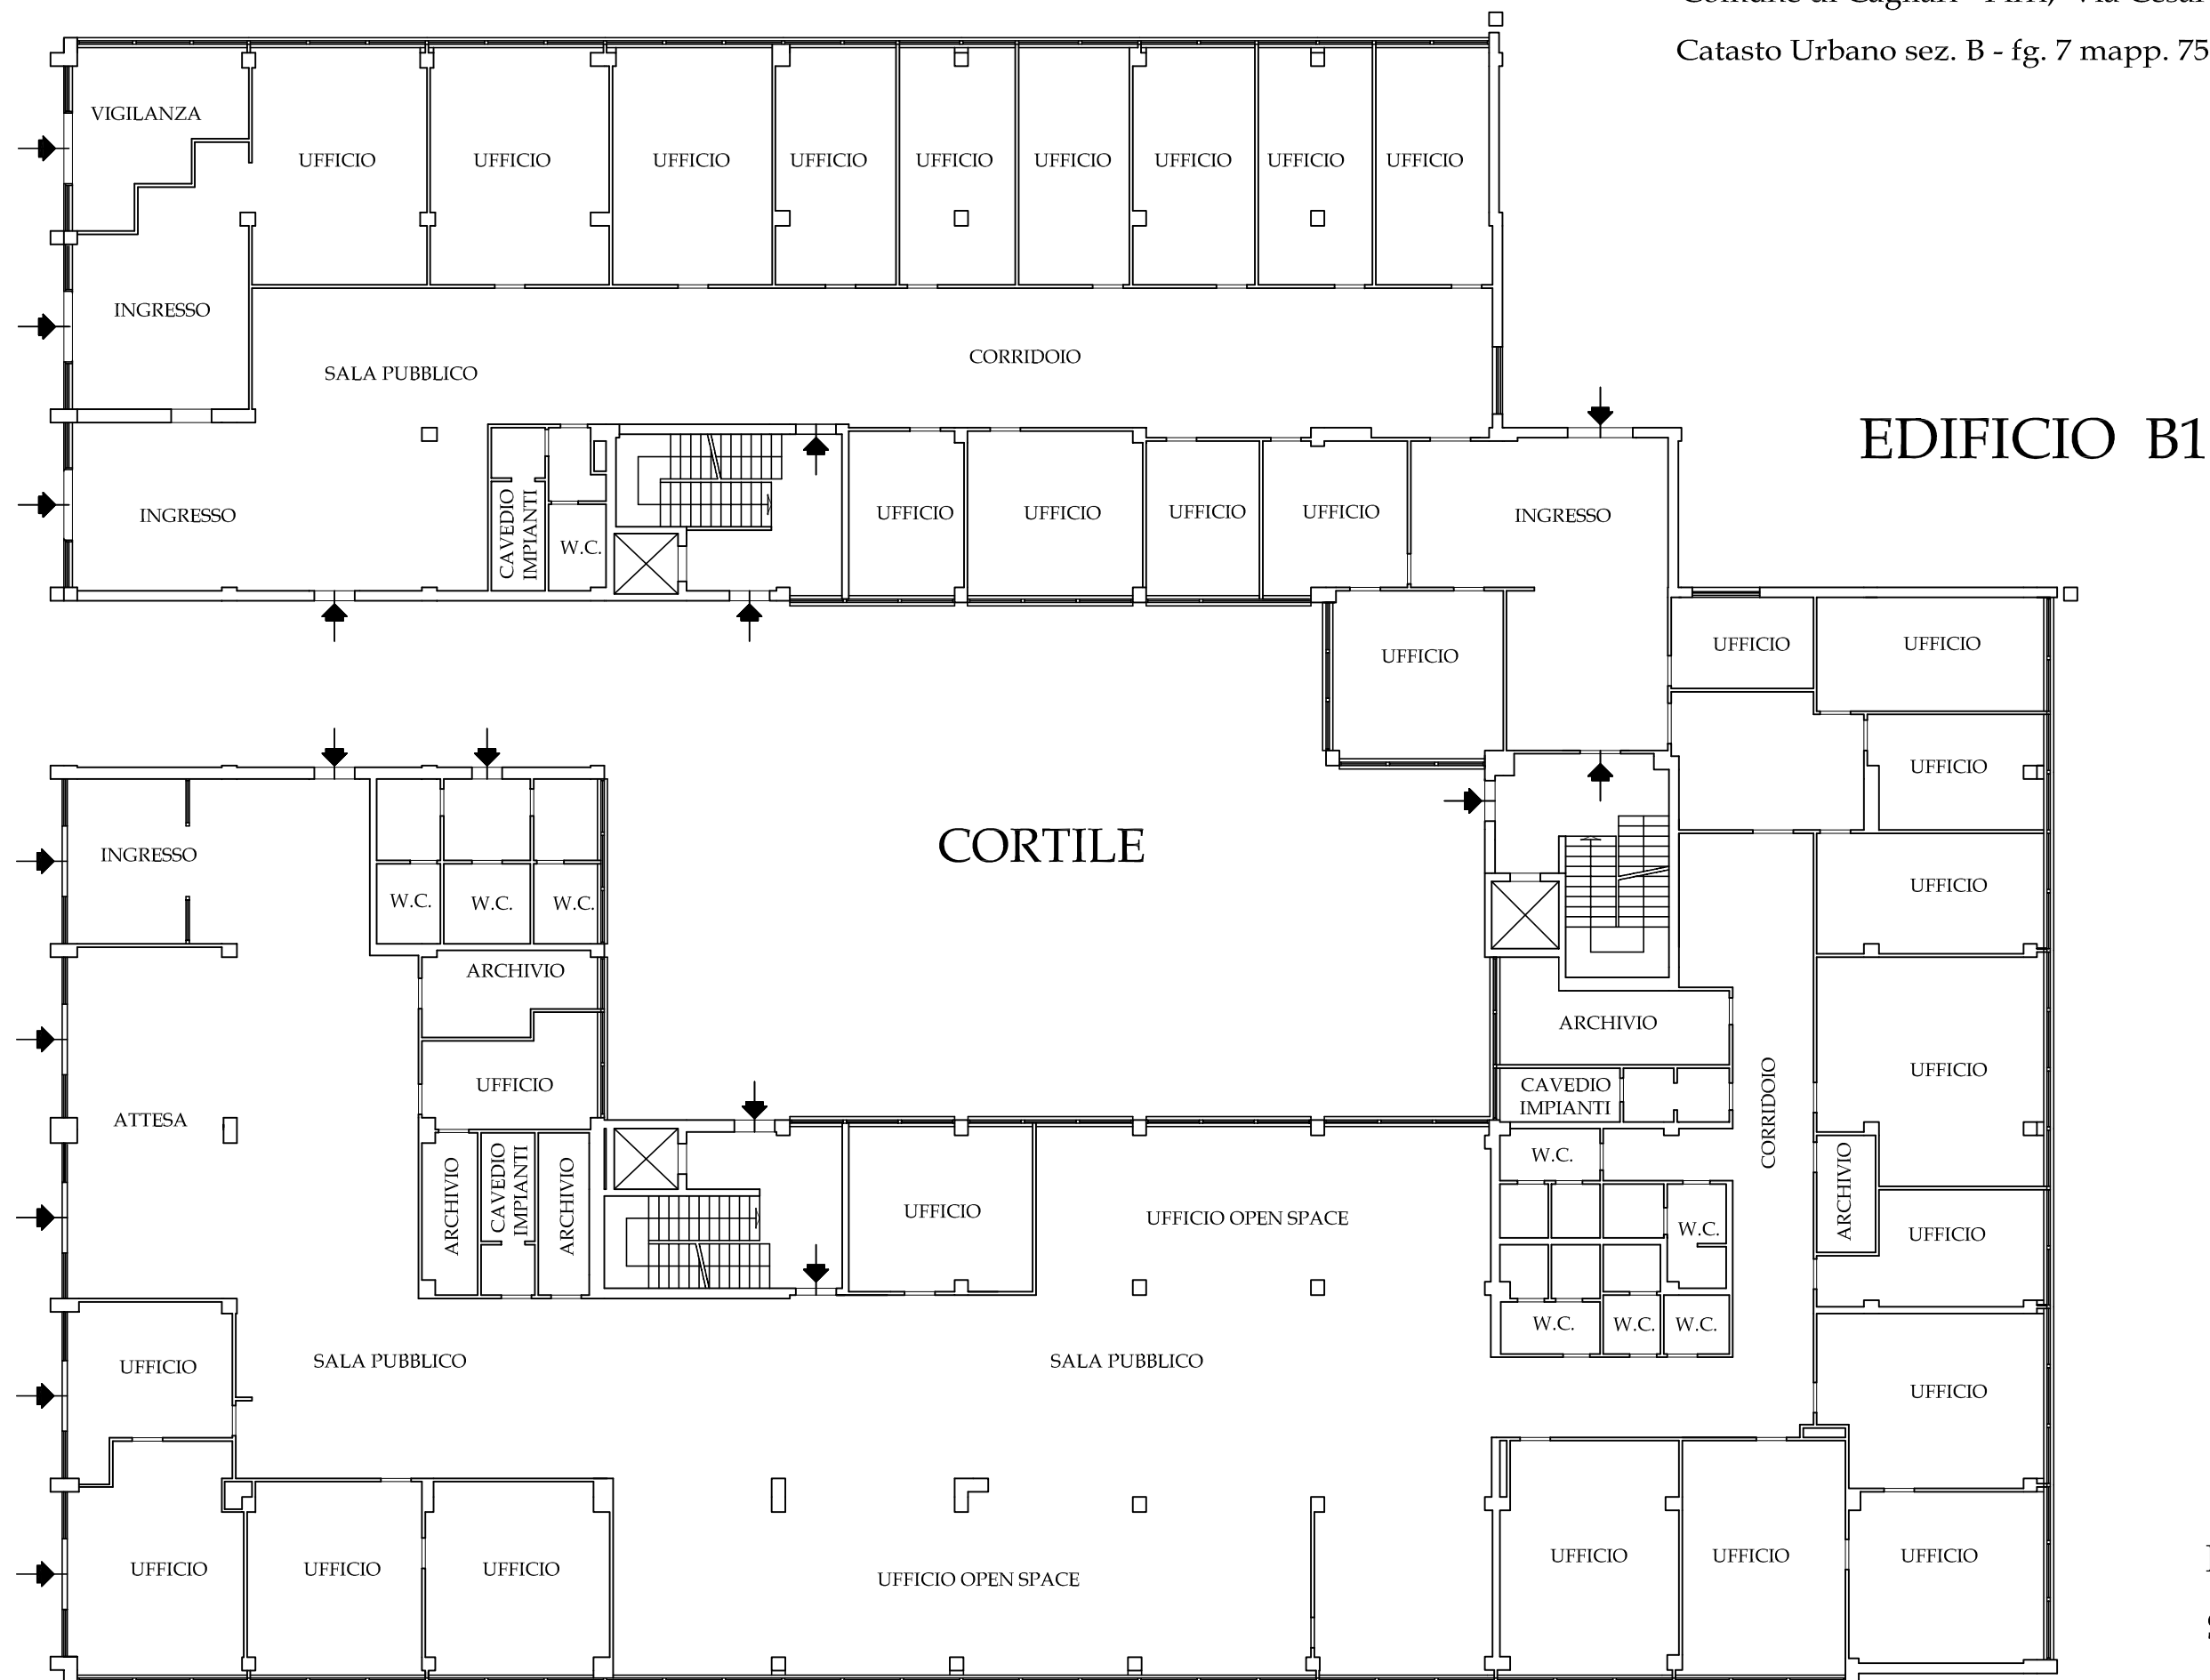 Catasto Urbano sez. B - fg. 7 mapp. 75
VIGILANZA
UFFICIO
UFFICIO
UFFICIO
UFFICIO
UFFICIO
UFFICIO
UFFICIO
UFFICIO
UFFICIO
INGRESSO
SALA PUBBLICO
CORRIDOIO
EDIFICIO B1
INGRESSO
CAVEDIO
IMPIANTI
W.C.
UFFICIO
UFFICIO
UFFICIO
UFFICIO
INGRESSO
UFFICIO
UFFICIO
UFFICIO
UFFICIO
CORTILE
INGRESSO
W.C.
W.C.
W.C.
UFFICIO
ARCHIVIO
ARCHIVIO
UFFICIO
CAVEDIO
IMPIANTI
CORRIDOIO
UFFICIO
ATTESA
ARCHIVIO
CAVEDIO
IMPIANTI
ARCHIVIO
UFFICIO
UFFICIO OPEN SPACE
W.C.
W.C.
ARCHIVIO
UFFICIO
W.C.
W.C.
W.C.
UFFICIO
SALA PUBBLICO
SALA PUBBLICO
UFFICIO
UFFICIO
UFFICIO
UFFICIO
UFFICIO OPEN SPACE
UFFICIO
UFFICIO
UFFICIO